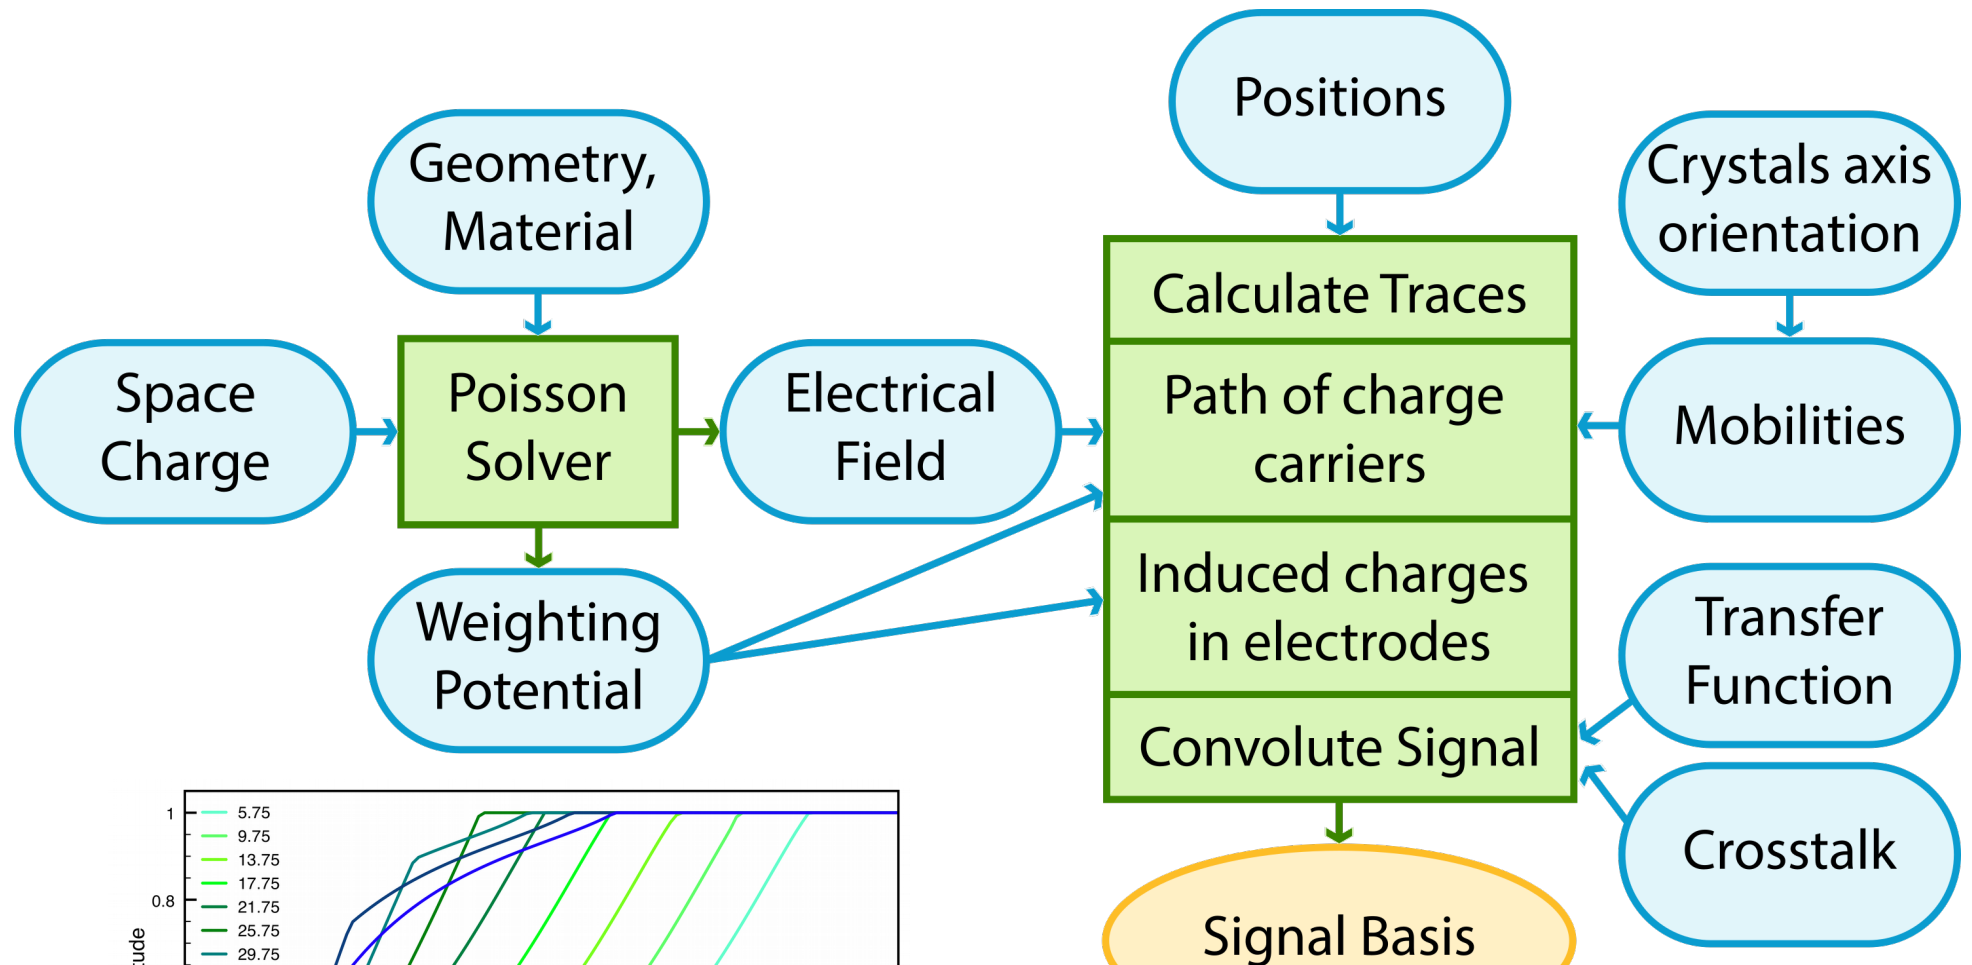 Positions
Geometry,
Material
Crystals axis
orientation
Calculate Traces
Space
Charge
Poisson
Solver
Electrical
Field
Path of charge
carriers
Mobilities
Weighting
Potential
Induced charges
in electrodes
Transfer
Function
Convolute Signal
Crosstalk
Signal Basis
1
0.8
5.75
9.75
13.75
17.75
21.75
25.75
29.75